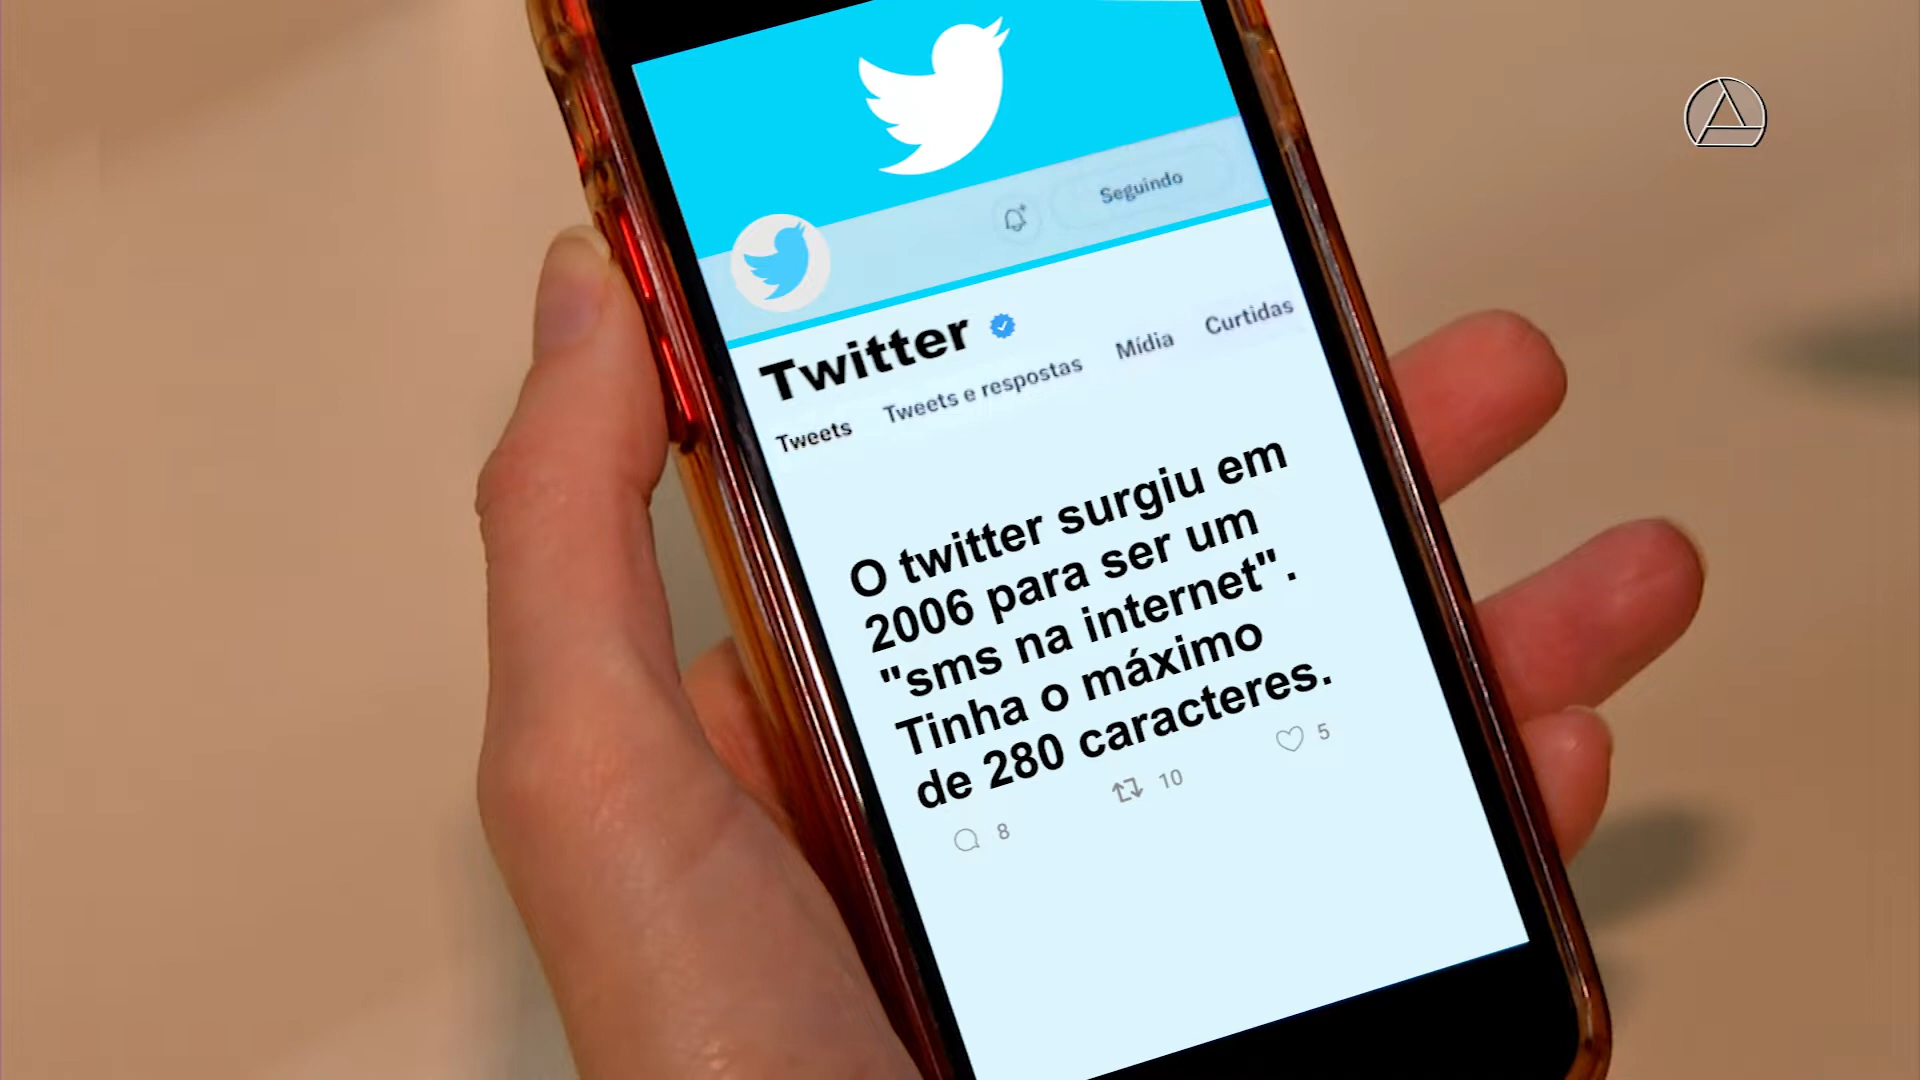 Seguindo
Twitter
Tweets Tweets e respostas Mídia Curtidas
O twitter surgiu em
2006 para ser um
"sms na internet".
Tinha o máximo
de 280 caracteres.
8 10 5